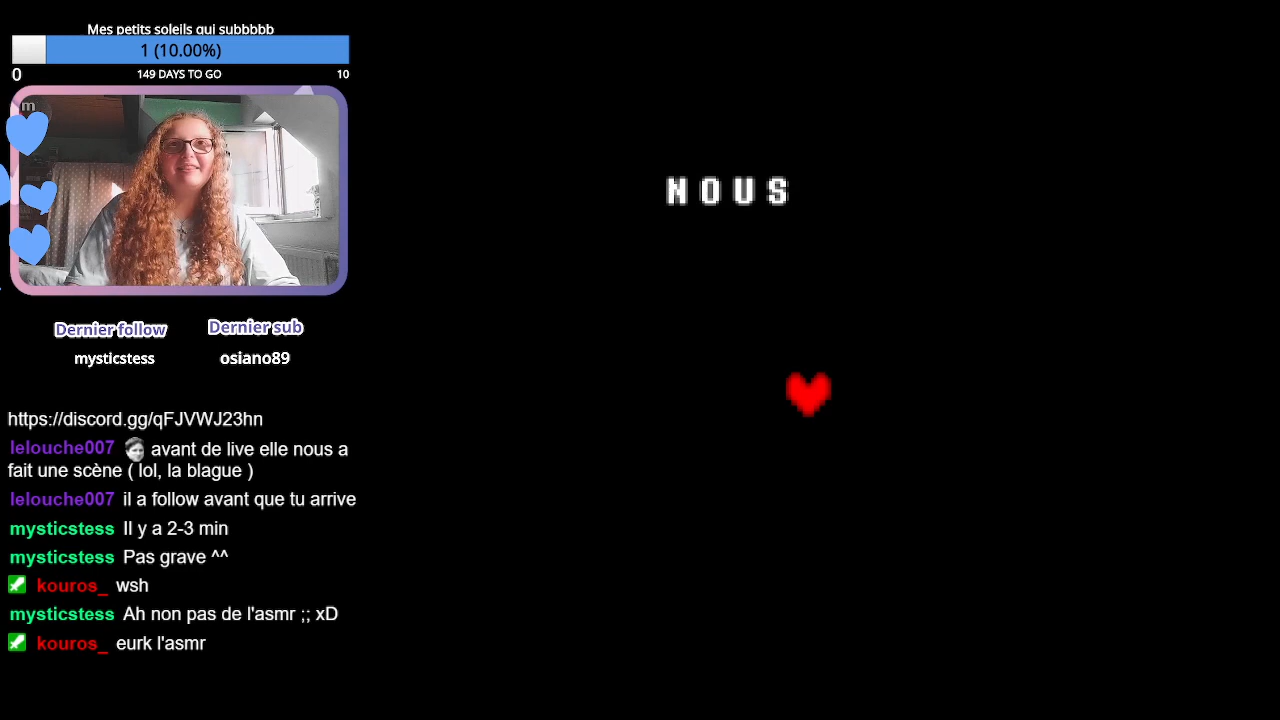 Mes petits soleils qui subbbbb
1 (10.00%)
0
149 DAYS TO GO
10
m
NOUS
Dernier follow
Dernier sub
mysticstess
osiano89
https://discord.gg/qFJVWJ23hn
lelouche007 avant de live elle nous a
fait une scène ( lol, la blague )
lelouche007 il a follow avant que tu arrive
mysticstess Il y a 2-3 min
mysticstess Pas grave ^^
kouros_ wsh
mysticstess Ah non pas de l'asmr ;; xD
kouros_ eurk l'asmr